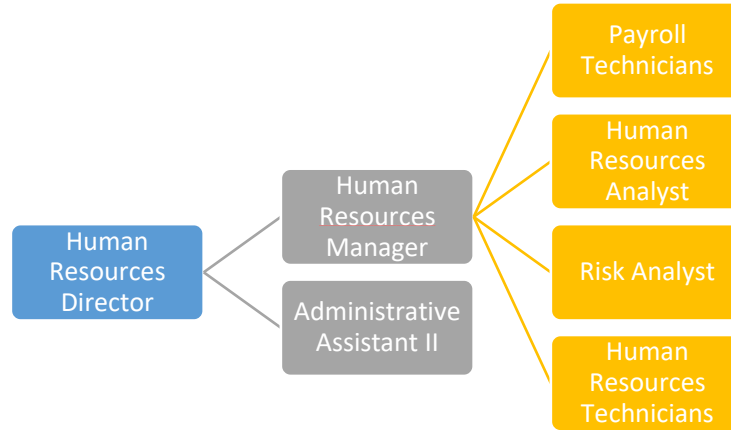 Human
Resources
Director
Human
Resources
Manager
Administrative
Assistant II
Payroll
Technicians
Human
Resources
Analyst
Risk Analyst
Human
Resources
Technicians